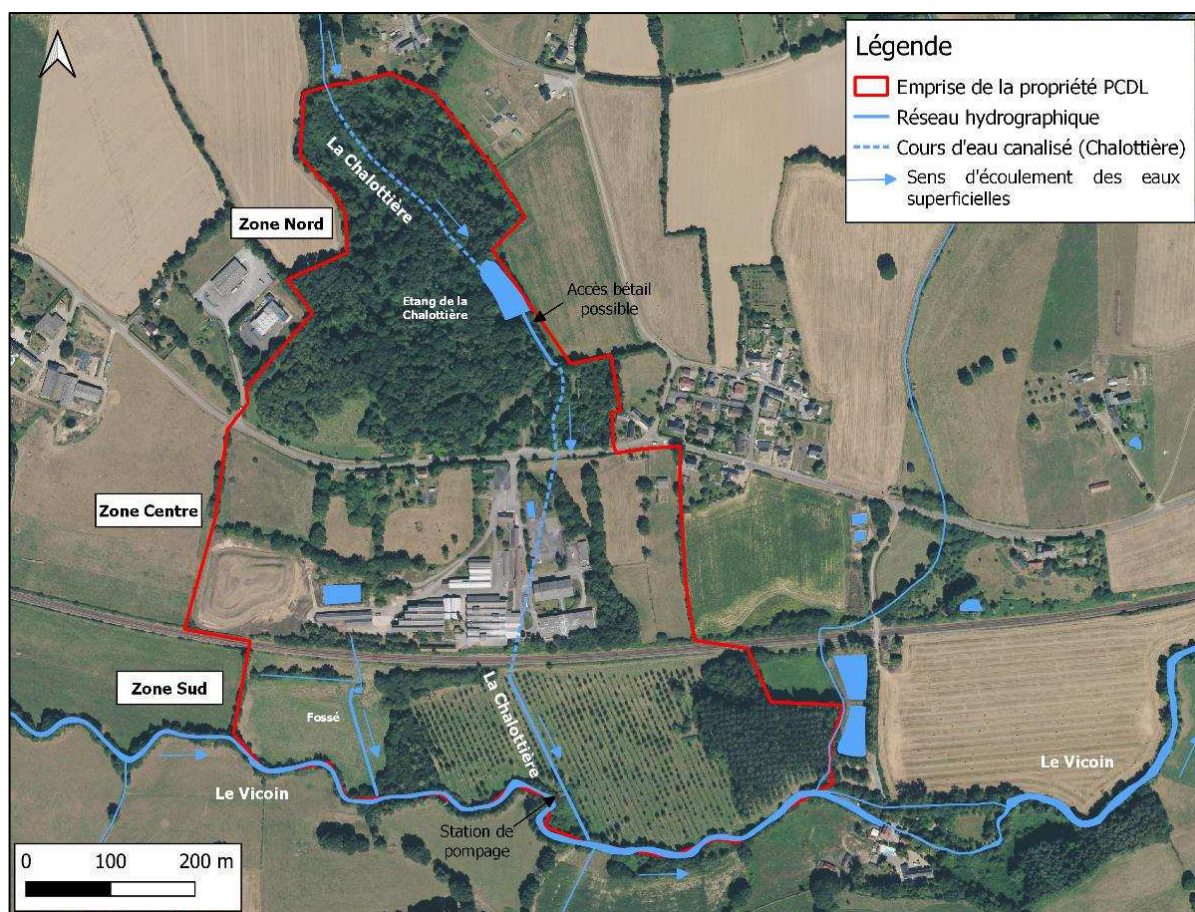 Légende
Emprise de la propriété PCDL
Réseau hydrographique
Cours d'eau canalisé (Chalottière)
Sens d'écoulement des eaux
superficielles
La Chalottière
Zone Nord
Etang de la
Chalottière
Accès bétail
possible
Zone Centre
Zone Sud
Fossé
La Chalottière
Le Vicoin
Le Vicoin
Station de
pompage
0 100 200 m